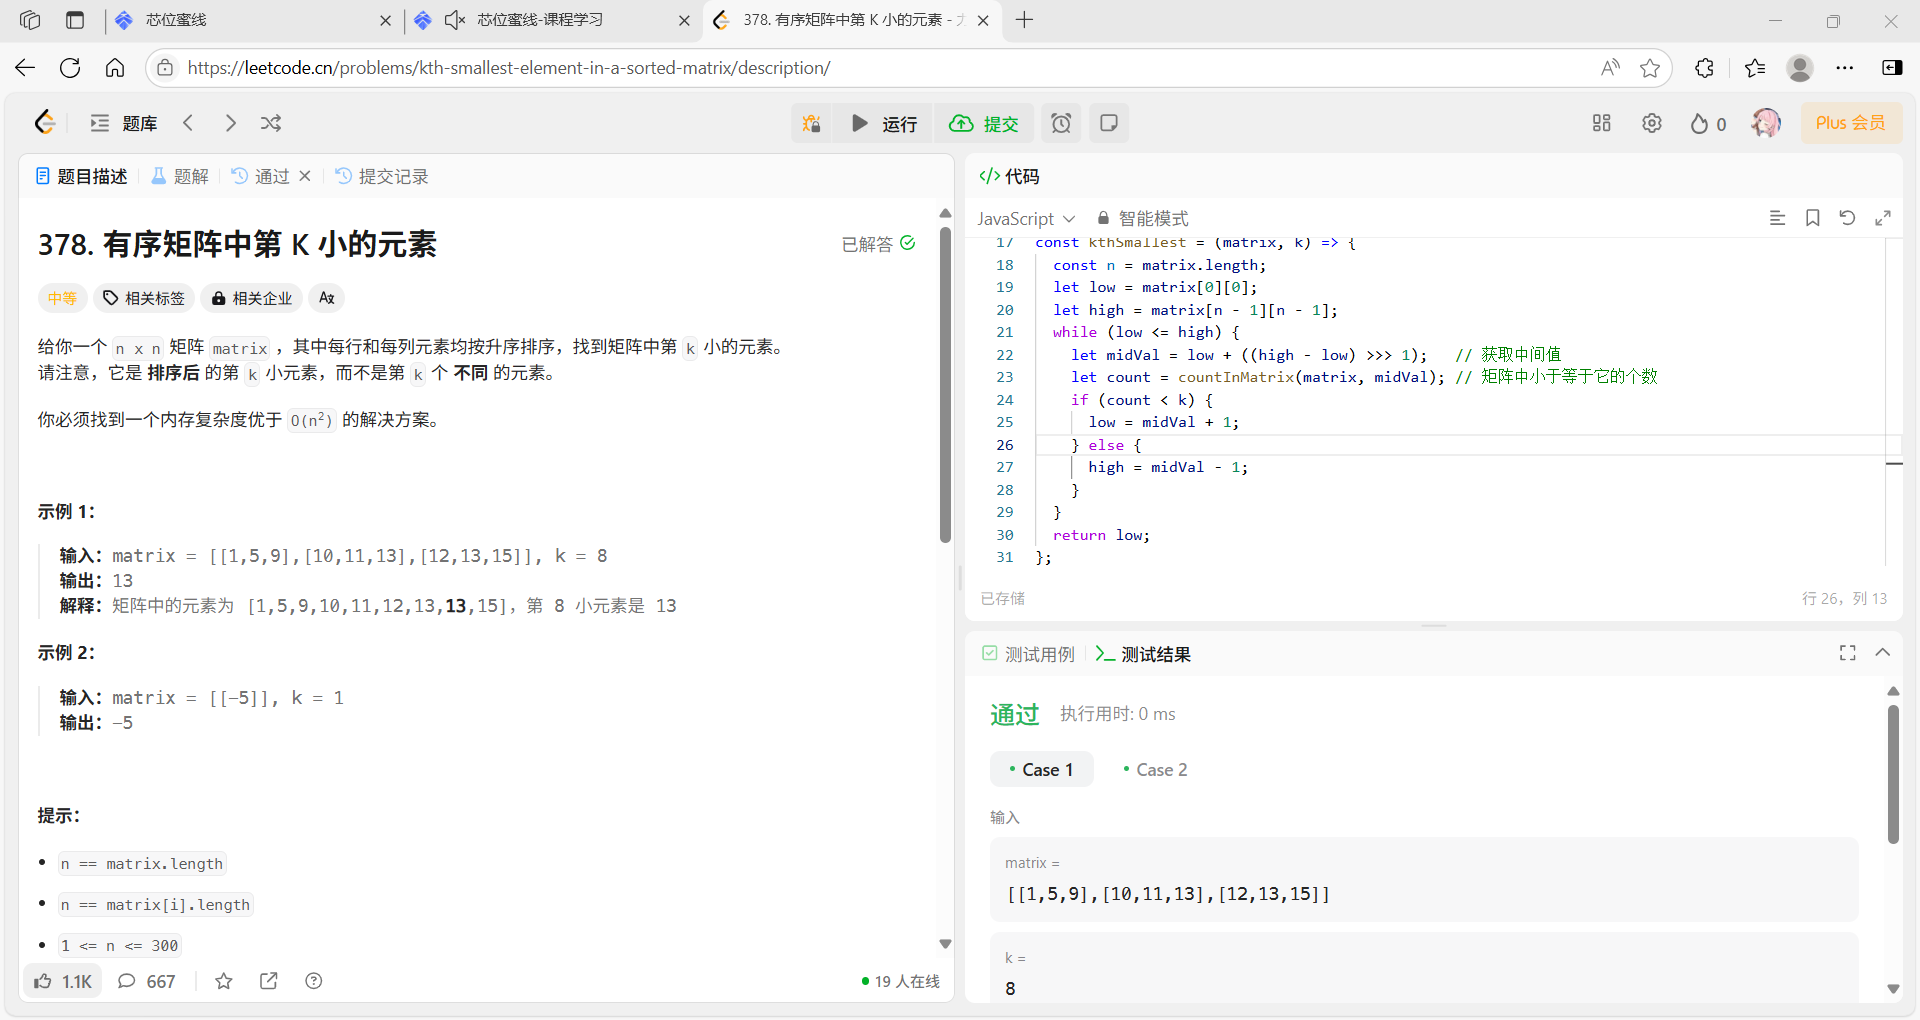 芯位蜜线
芯位蜜线-课程学习
378. 有序矩阵中第 K 小的元素 -
https://leetcode.cn/problems/kth-smallest-element-in-a-sorted-matrix/description/
题库
运行
提交
0
Plus 会员
题目描述
题解
通过
提交记录
378. 有序矩阵中第 K 小的元素
已解答
中等
相关标签
相关企业
给你一个 n x n 矩阵 matrix ，其中每行和每列元素均按升序排序，找到矩阵中第 k 小的元素。
请注意，它是 排序后 的第 k 小元素，而不是第 k 个 不同 的元素。
你必须找到一个内存复杂度优于 O(n²) 的解决方案。
示例 1：
输入：matrix = [[1,5,9],[10,11,13],[12,13,15]], k = 8
输出：13
解释：矩阵中的元素为 [1,5,9,10,11,12,13,13,15]，第 8 小元素是 13
示例 2：
输入：matrix = [[-5]], k = 1
输出：-5
提示：
n == matrix.length
n == matrix[i].length
1 <= n <= 300
1.1K
667
19 人在线
</> 代码
JavaScript
智能模式
17 const kthSmallest = (matrix, k) => {
18 const n = matrix.length;
19 let low = matrix[0][0];
20 let high = matrix[n - 1][n - 1];
21 while (low <= high) {
22 let midVal = low + ((high - low) >>> 1); // 获取中间值
23 let count = countInMatrix(matrix, midVal); // 矩阵中小于等于它的个数
24 if (count < k) {
25 low = midVal + 1;
26 } else {
27 high = midVal - 1;
28 }
29 }
30 return low;
31 };
已存储
行 26，列 13
测试用例
测试结果
通过
执行用时: 0 ms
Case 1
Case 2
输入
matrix =
[[1,5,9],[10,11,13],[12,13,15]]
k =
8